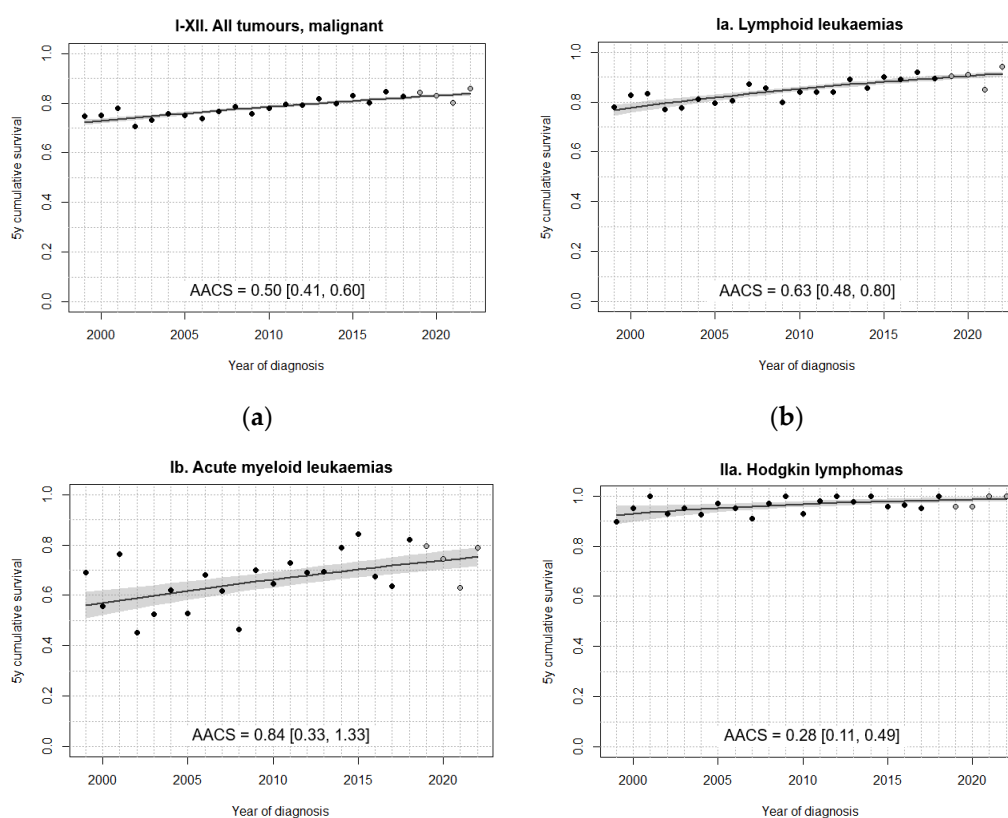 I-XII. All tumours, malignant
1.0
0.8
0.6
0.4
0.2
0.0
5y cumulative survival
AACS = 0.50 [0.41, 0.60]
2000 2005 2010 2015 2020
Year of diagnosis
(a)
Ia. Lymphoid leukaemias
1.0
0.8
0.6
0.4
0.2
0.0
5y cumulative survival
AACS = 0.63 [0.48, 0.80]
2000 2005 2010 2015 2020
Year of diagnosis
(b)
Ib. Acute myeloid leukaemias
1.0
0.8
0.6
0.4
0.2
0.0
5y cumulative survival
AACS = 0.84 [0.33, 1.33]
2000 2005 2010 2015 2020
Year of diagnosis
IIa. Hodgkin lymphomas
1.0
0.8
0.6
0.4
0.2
0.0
5y cumulative survival
AACS = 0.28 [0.11, 0.49]
2000 2005 2010 2015 2020
Year of diagnosis